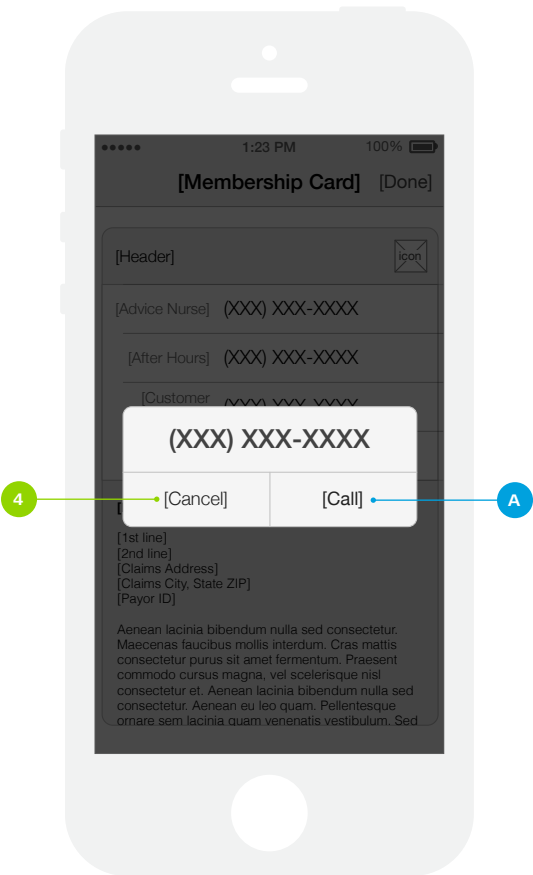 1:23 PM 100%
[Membership Card] [Done]
[Header] icon
[Advice Nurse] (XXX) XXX-XXXX
[After Hours] (XXX) XXX-XXXX
[Customer
(XXX) XXX-XXXX
(XXX) XXX-XXXX
4 [Cancel] [Call] A
[
[1st line]
[2nd line]
[Claims Address]
[Claims City, State ZIP]
[Payor ID]
Aenean lacinia bibendum nulla sed consectetur.
Maecenas faucibus mollis interdum. Cras mattis
consectetur purus sit amet fermentum. Praesent
commodo cursus magna, vel scelerisque nisl
consectetur et. Aenean lacinia bibendum nulla sed
consectetur. Aenean eu leo quam. Pellentesque
ornare sem lacinia quam venenatis vestibulum. Sed